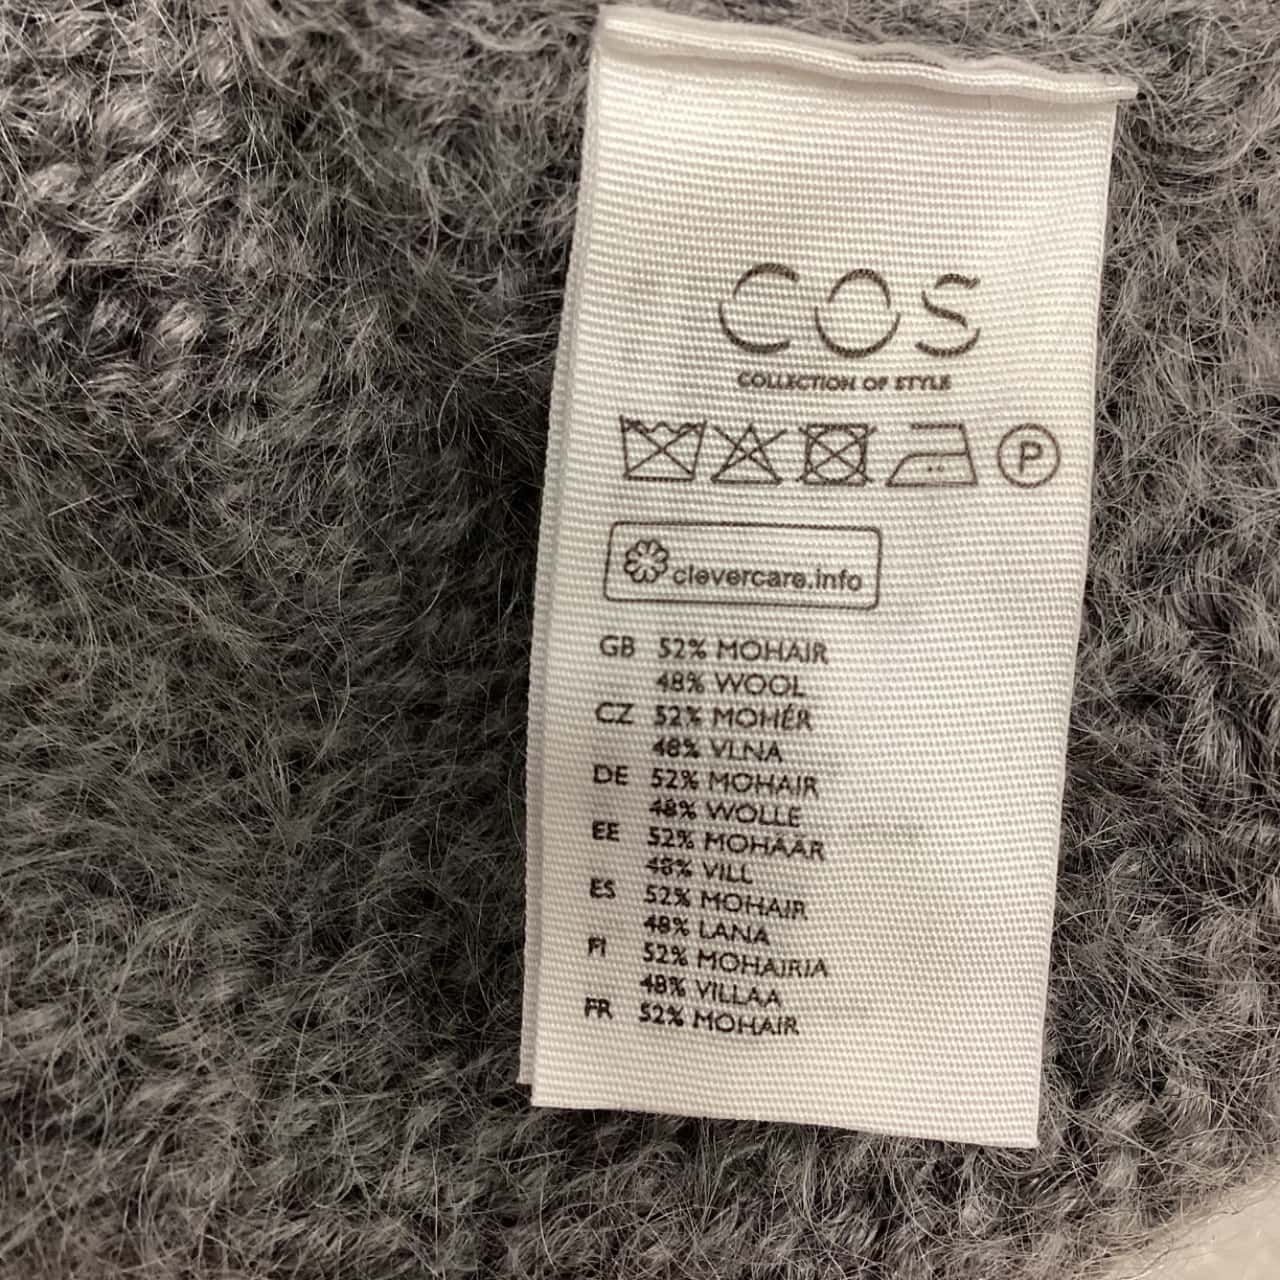 COS
COLLECTION OF STYLE
P
clevercare.info
GB 52% MOHAIR
48% WOOL
CZ 52% MOHÉR
48% VLNA
DE 52% MOHAIR
48% WOLLE
EE 52% MOHÄÄR
48% VILL
ES 52% MOHAIR
48% LANA
FI 52% MOHAIRIA
48% VILLAA
FR 52% MOHAIR